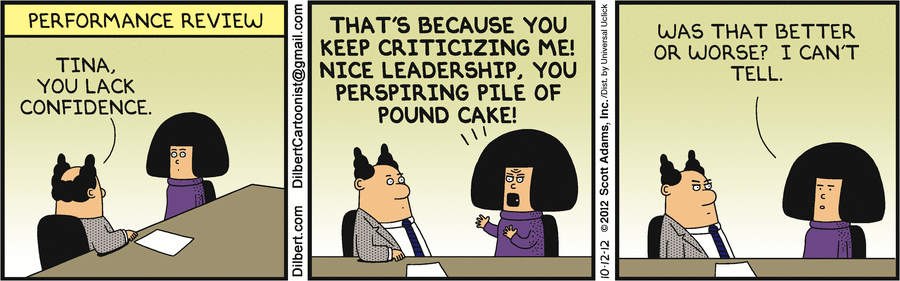 PERFORMANCE REVIEW
TINA,
YOU LACK
CONFIDENCE.
Dilbert.com DilbertCartoonist@gmail.com
THAT'S BECAUSE YOU
KEEP CRITICIZING ME!
NICE LEADERSHIP, YOU
PERSPIRING PILE OF
POUND CAKE!
10-12-12 ©2012 Scott Adams, Inc. /Dist. by Universal Uclick
WAS THAT BETTER
OR WORSE? I CAN'T
TELL.